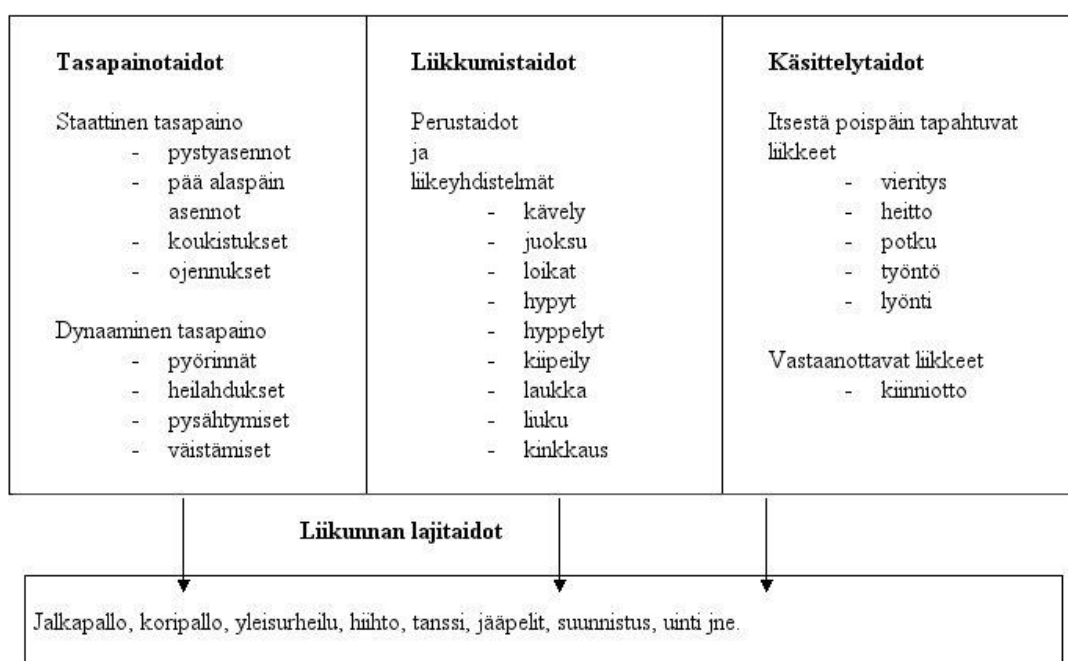 Tasapainotaidot
Staattinen tasapaino
- pystyasennot
- pää alaspäin
asennot
- koukistukset
- ojennukset
Dynaaminen tasapaino
- pyörinnät
- heilahdukset
- pysähtymiset
- väistämiset
Liikkumistaidot
Perustaidot
ja
liikeyhdistelmät
- kävely
- juoksu
- loikat
- hypyt
- hyppelyt
- kiipeily
- laukka
- liuku
- kinkkaus
Käsittelytaidot
Itsestä poispäin tapahtuvat
liikkeet
- vieritys
- heitto
- potku
- työntö
- lyönti
Vastaanottavat liikkeet
- kiinniotto
Liikunnan lajitaidot
Jalkapallo, koripallo, yleisurheilu, hiihto, tanssi, jääpelit, suunnistus, uinti jne.